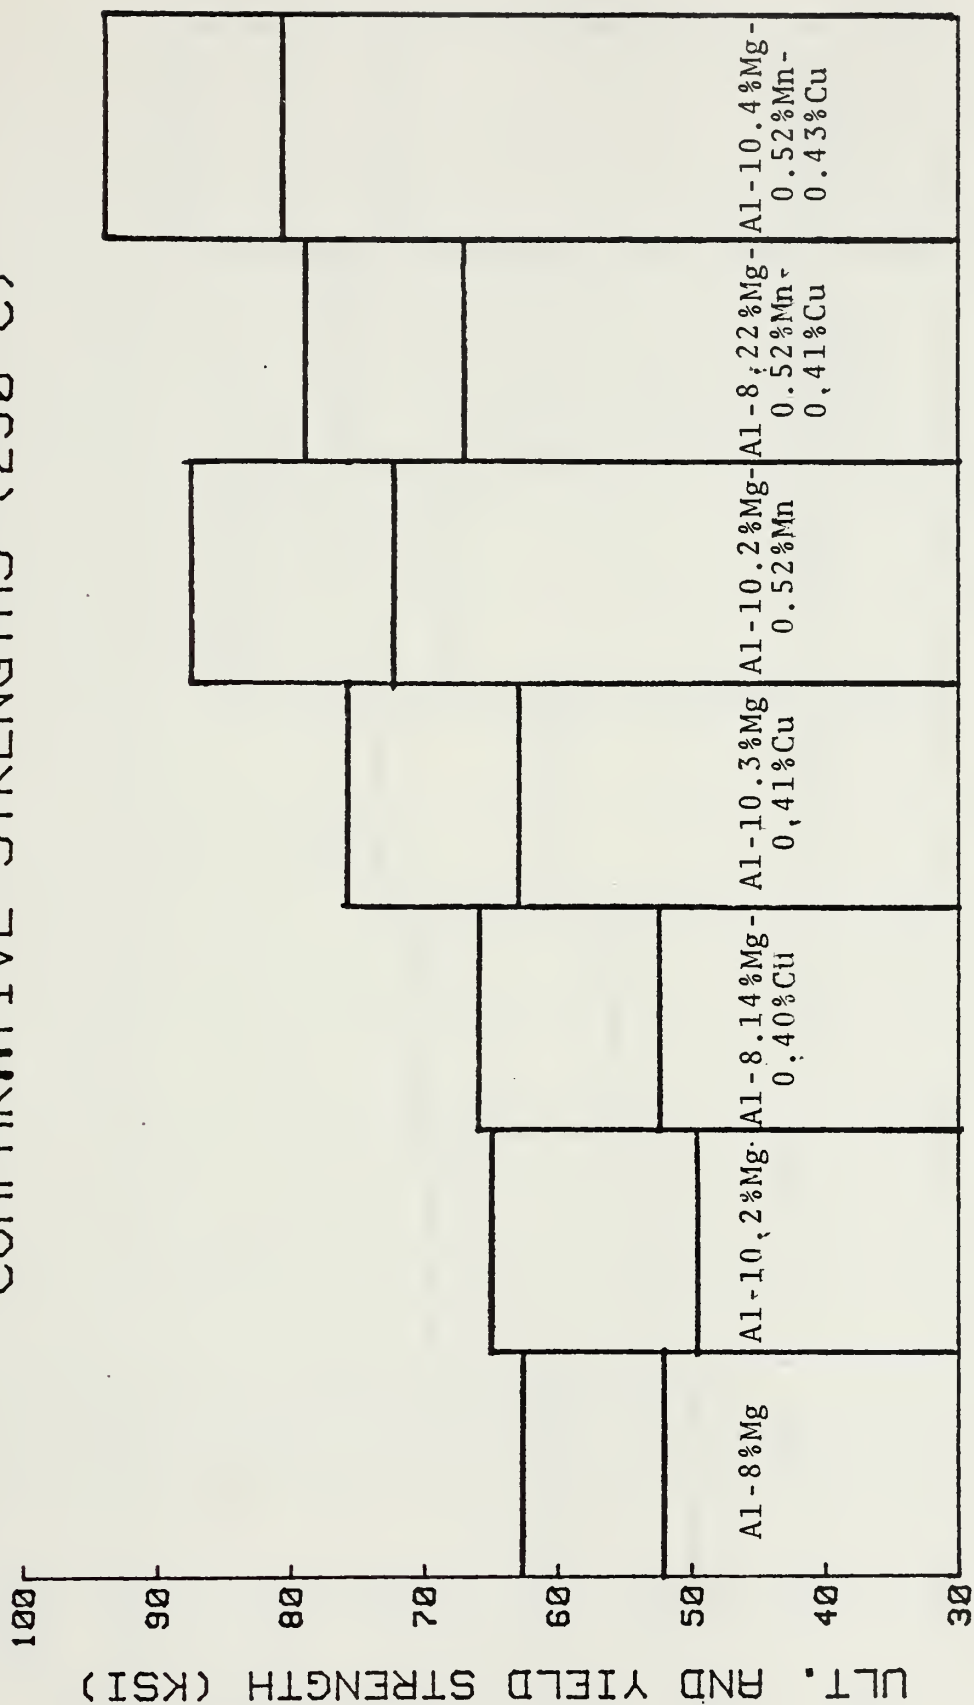 COMPARATIVE STRENGTHS (250 C)
ULT. AND YIELD STRENGTH (KSI)
100
90
80
70
60
50
40
30
Al-8%Mg
Al-10.2%Mg
Al-8.14%Mg-
0.40%Cu
Al-10.3%Mg
0.41%Cu
Al-10.2%Mg-
0.52%Mn
Al-8.22%Mg-
0.52%Mn-
0.41%Cu
Al-10.4%Mg-
0.52%Mn-
0.43%Cu